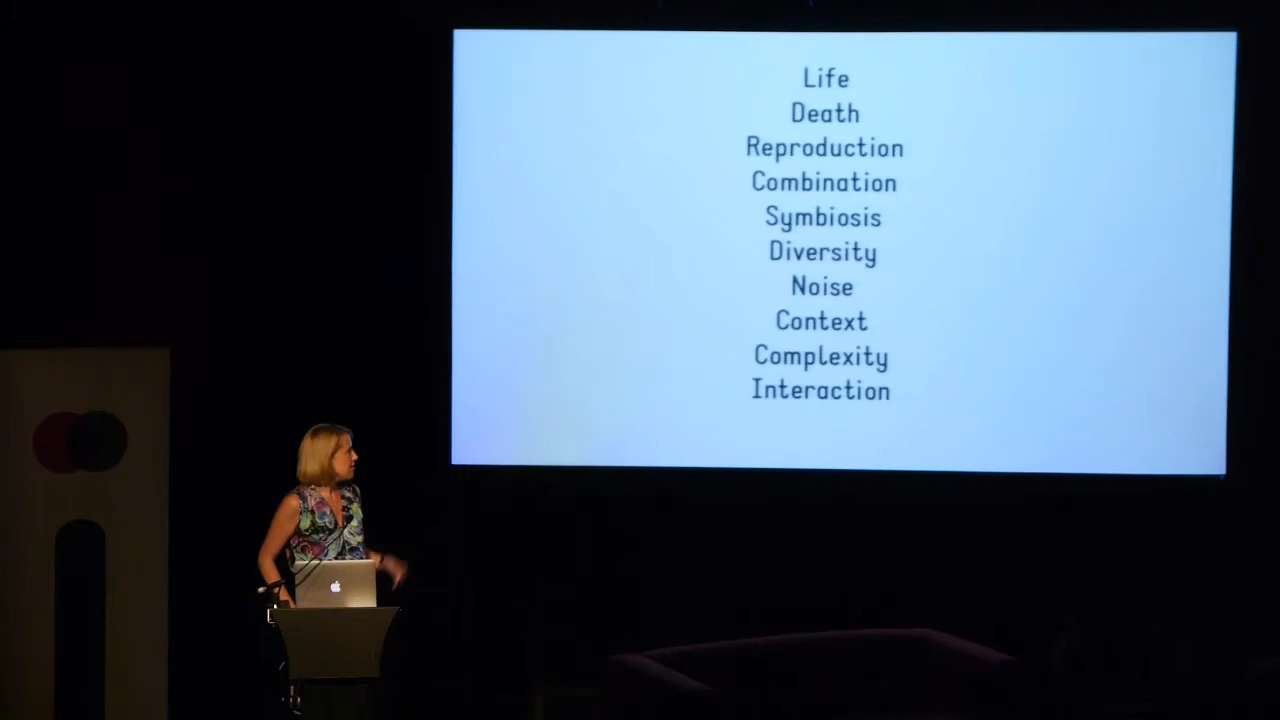 Life
Death
Reproduction
Combination
Symbiosis
Diversity
Noise
Context
Complexity
Interaction